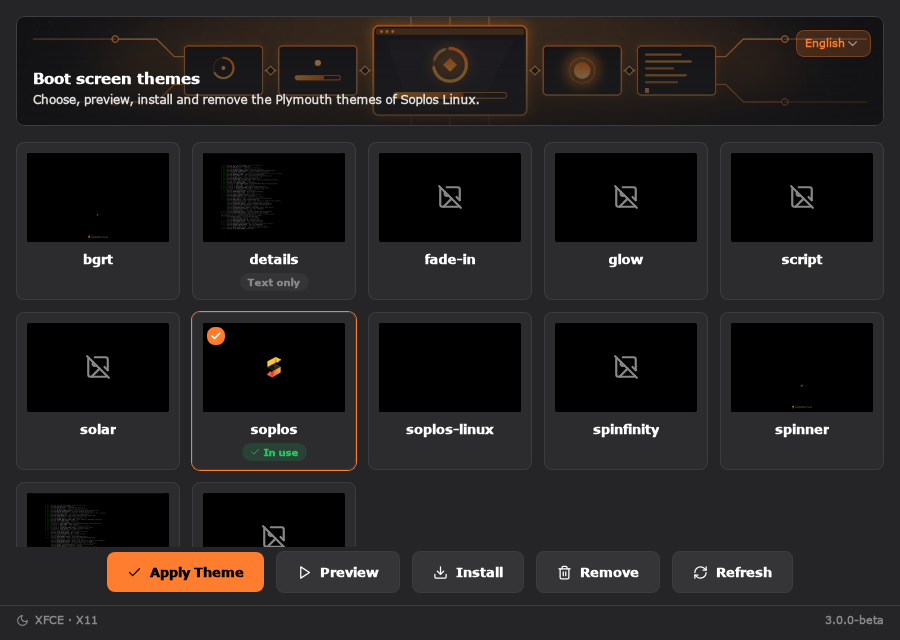 English
Boot screen themes
Choose, preview, install and remove the Plymouth themes of Soplos Linux.
bgrt
details
fade-in
glow
script
Text only
solar
soplos
soplos-linux
spinfinity
spinner
In use
Apply Theme
Preview
Install
Remove
Refresh
XFCE · X11
3.0.0-beta